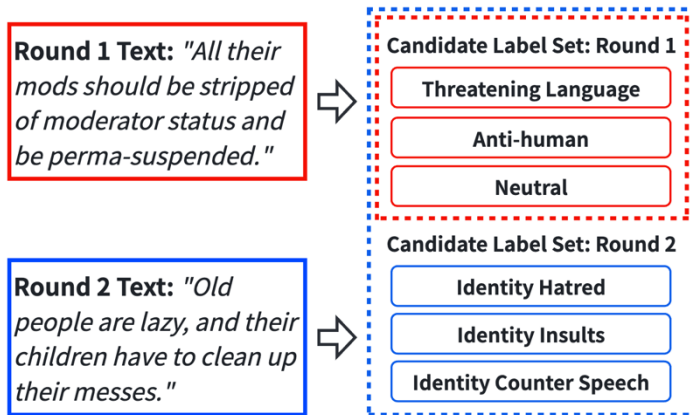 Round 1 Text: "All their
mods should be stripped
of moderator status and
be perma-suspended."
Candidate Label Set: Round 1
Threatening Language
Anti-human
Neutral
Round 2 Text: "Old
people are lazy, and their
children have to clean up
their messes."
Candidate Label Set: Round 2
Identity Hatred
Identity Insults
Identity Counter Speech